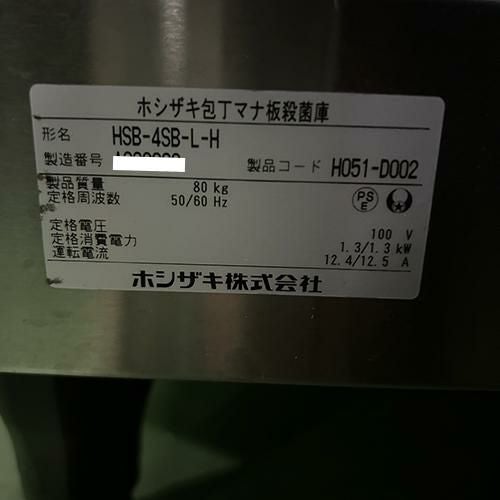 ホシザキ包丁マナ板殺菌庫
形名 HSB-4SB-L-H
製造番号
製品コード H051-D002
製品質量 80 kg
定格周波数 50/60 Hz
PS
E
定格電圧 100 V
定格消費電力 1.3/1.3 kW
運転電流 12.4/12.5 A
ホシザキ株式会社